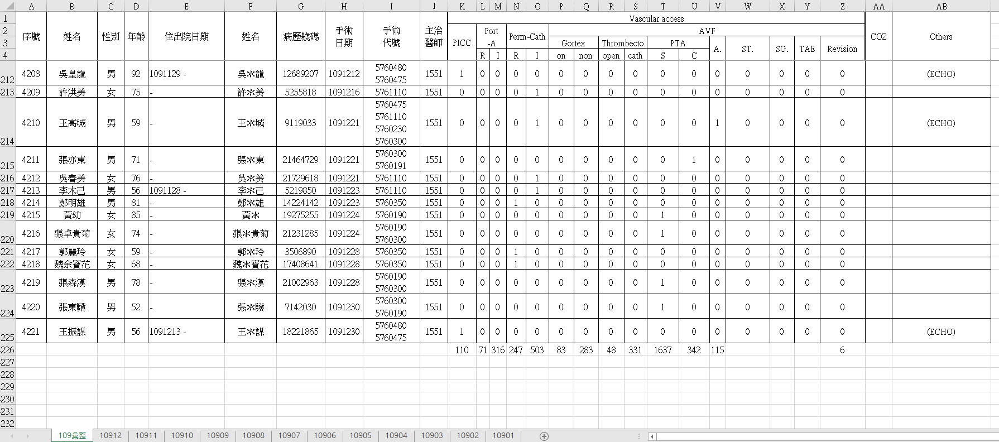 A B C D E F G H I J K L M N O P Q R S T U V W X Y Z AA AB
1 Vascular access
2 Port AVF
序號 姓名 性別 年齡 住出院日期 姓名 病歷號碼 手術 手術 主治 PICC -A Perm-Cath CO2 Others
日期 代號 醫師
3 Gortex Thrombecto PTA A. ST. SG. TAE Revision
4 R I R I on non open cath S C
4212 4208 吳皇龍 男 92 1091129 - 吳※龍 12689207 1091212 5760480 1551 1 0 0 0 0 0 0 0 0 0 0 0 0 0 0 0 (ECHO)
5760475
4213 4209 許洪美 女 75 - 許※美 5255818 1091216 5761110 1551 0 0 0 0 1 0 0 0 0 0 0 0 0 0 0 0
4214 4210 王高城 男 59 - 王※城 9119033 1091221 5760475 1551 0 0 0 0 1 0 0 0 0 0 0 1 0 0 0 0 (ECHO)
5761110
5760230
5760300
4215 4211 張亦東 男 71 - 張※東 21464729 1091221 5760300 1551 0 0 0 0 0 0 0 0 0 0 1 0 0 0 0 0
5760191
4216 4212 吳春美 女 76 - 吳※美 21729618 1091221 5761110 1551 0 0 0 0 1 0 0 0 0 0 0 0 0 0 0 0
4217 4213 李木己 男 56 1091128 - 李※己 5219850 1091223 5761110 1551 0 0 0 0 1 0 0 0 0 0 0 0 0 0 0 0
4218 4214 鄭明雄 男 81 - 鄭※雄 14224142 1091223 5760350 1551 0 0 0 1 0 0 0 0 0 0 0 0 0 0 0 0
4219 4215 黃幼 女 85 - 黃※ 19275255 1091224 5760190 1551 0 0 0 0 0 0 0 0 0 1 0 0 0 0 0 0
4220 4216 張卓貴菊 女 74 - 張※貴菊 21231285 1091224 5760190 1551 0 0 0 0 0 0 0 0 0 1 0 0 0 0 0 0
5760300
4221 4217 郭麗玲 女 59 - 郭※玲 3506890 1091228 5760350 1551 0 0 0 1 0 0 0 0 0 0 0 0 0 0 0 0
4222 4218 魏余寶花 女 68 - 魏※寶花 17408641 1091228 5760350 1551 0 0 0 1 0 0 0 0 0 0 0 0 0 0 0 0
4223 4219 張森漢 男 78 - 張※漢 21002963 1091228 5760190 1551 0 0 0 0 0 0 0 0 0 1 0 0 0 0 0 0
5760300
4224 4220 張東驥 男 52 - 張※驥 7142030 1091230 5760300 1551 0 0 0 0 0 0 0 0 0 1 0 0 0 0 0 0
5760190
4225 4221 王振謀 男 56 1091213 - 王※謀 18221865 1091230 5760480 1551 1 0 0 0 0 0 0 0 0 0 0 0 0 0 0 0 (ECHO)
5760475
4226 110 71 316 247 503 83 283 48 331 1637 342 115 6
4227
4228
4229
4230
4231
4232
109彙整 10912 10911 10910 10909 10908 10907 10906 10905 10904 10903 10902 10901